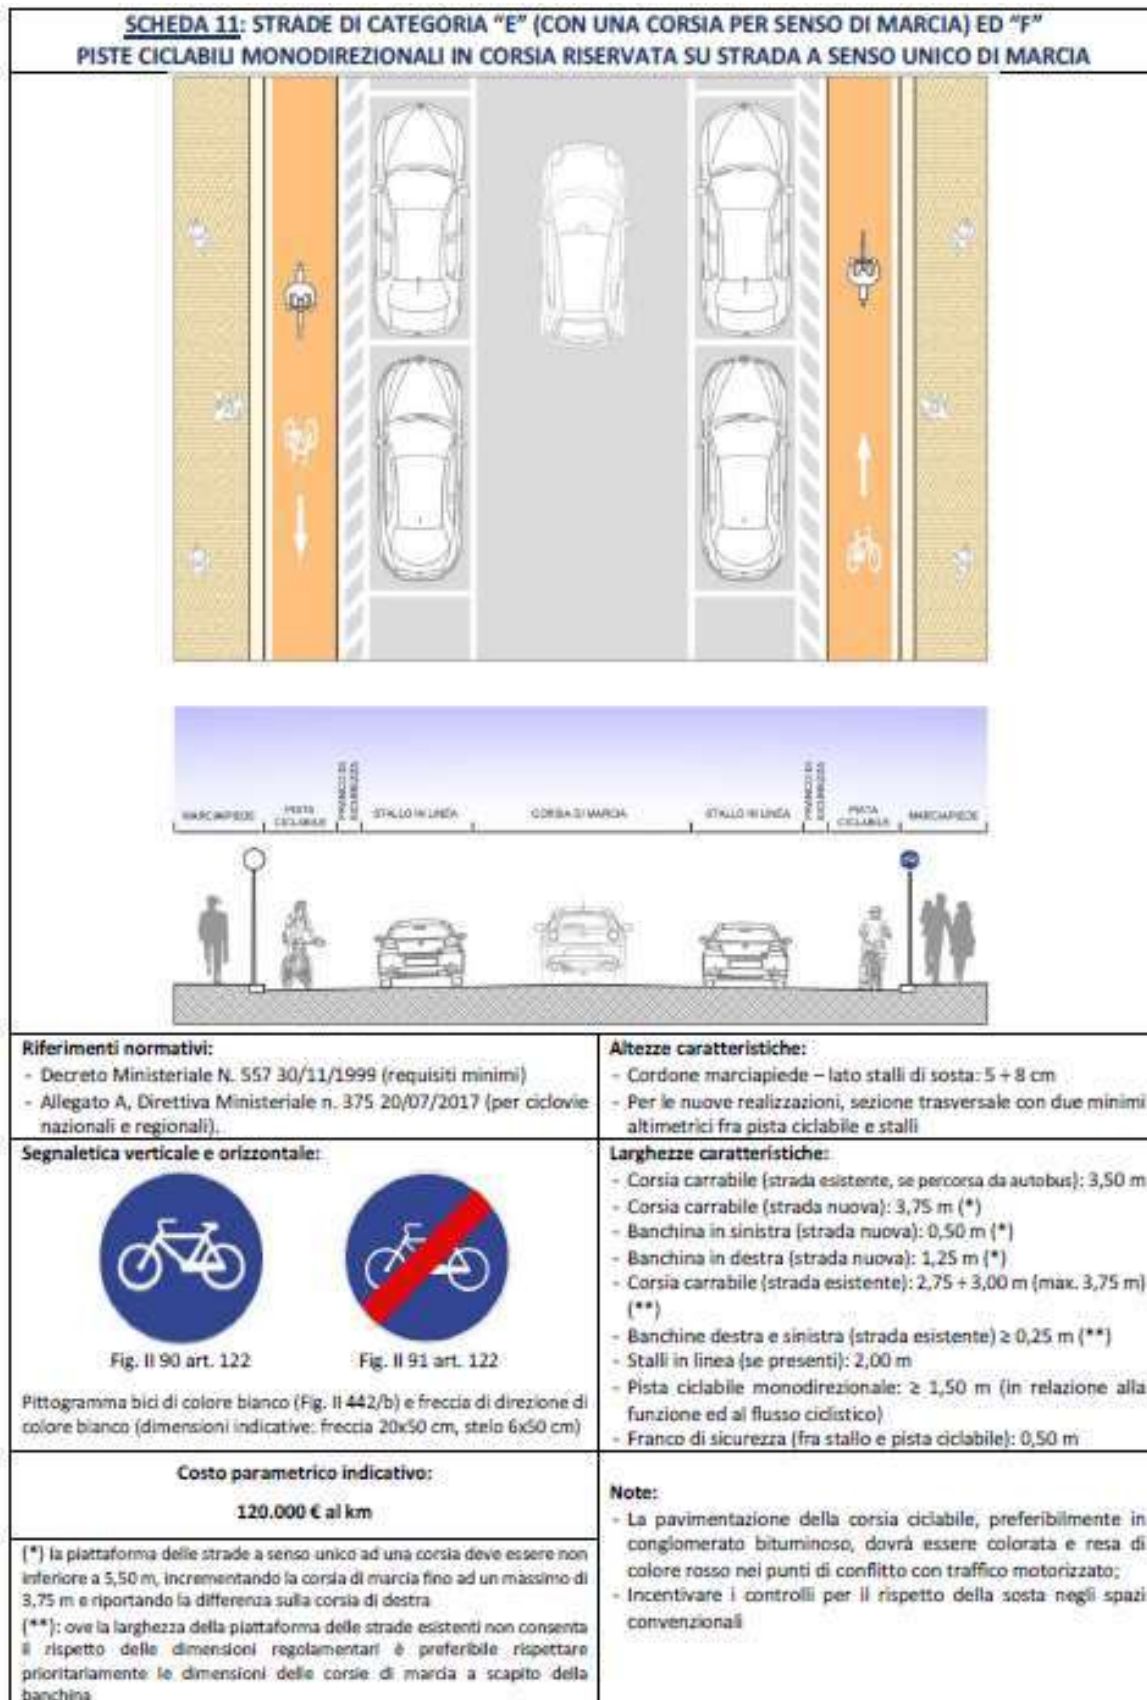 SCHEDA 11: STRADE DI CATEGORIA “E” (CON UNA CORSIA PER SENSO DI MARCIA) ED “F”
PISTE CICLABILI MONODIREZIONALI IN CORSIA RISERVATA SU STRADA A SENSO UNICO DI MARCIA
MARCIAPIEDE
PISTA
CICLABILE
FRANCO DI
SICUREZZA
STALLO IN LINEA
CORSIA DI MARCIA
STALLO IN LINEA
FRANCO DI
SICUREZZA
PISTA
CICLABILE
MARCIAPIEDE
Riferimenti normativi:
- Decreto Ministeriale N. 557 30/11/1999 (requisiti minimi)
- Allegato A, Direttiva Ministeriale n. 375 20/07/2017 (per ciclovie
nazionali e regionali).
Altezze caratteristiche:
- Cordone marciapiede – lato stalli di sosta: 5 ÷ 8 cm
- Per le nuove realizzazioni, sezione trasversale con due minimi
altimetrici fra pista ciclabile e stalli
Segnaletica verticale e orizzontale:
Fig. II 90 art. 122
Fig. II 91 art. 122
Pittogramma bici di colore bianco (Fig. II 442/b) e freccia di direzione di
colore bianco (dimensioni indicative: freccia 20x50 cm, stelo 6x50 cm)
Larghezze caratteristiche:
- Corsia carrabile (strada esistente, se percorsa da autobus): 3,50 m
- Corsia carrabile (strada nuova): 3,75 m (*)
- Banchina in sinistra (strada nuova): 0,50 m (*)
- Banchina in destra (strada nuova): 1,25 m (*)
- Corsia carrabile (strada esistente): 2,75 ÷ 3,00 m (max. 3,75 m)
(**)
- Banchine destra e sinistra (strada esistente) ≥ 0,25 m (**)
- Stalli in linea (se presenti): 2,00 m
- Pista ciclabile monodirezionale: ≥ 1,50 m (in relazione alla
funzione ed al flusso ciclistico)
- Franco di sicurezza (fra stallo e pista ciclabile): 0,50 m
Costo parametrico indicativo:
120.000 € al km
(*) la piattaforma delle strade a senso unico ad una corsia deve essere non
inferiore a 5,50 m, incrementando la corsia di marcia fino ad un massimo di
3,75 m e riportando la differenza sulla corsia di destra
(**): ove la larghezza della piattaforma delle strade esistenti non consenta
il rispetto delle dimensioni regolamentari è preferibile rispettare
prioritariamente le dimensioni delle corsie di marcia a scapito della
banchina
Note:
- La pavimentazione della corsia ciclabile, preferibilmente in
conglomerato bituminoso, dovrà essere colorata e resa di
colore rosso nei punti di conflitto con traffico motorizzato;
- Incentivare i controlli per il rispetto della sosta negli spazi
convenzionali